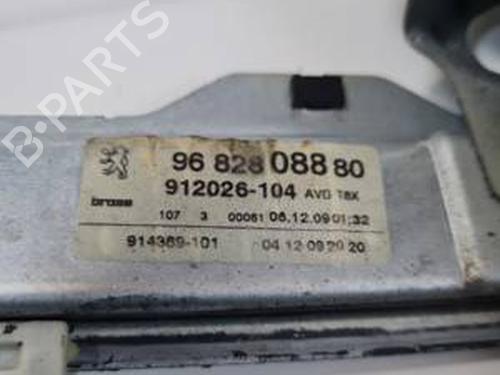 96 828 088 80
912026-104 AVD T8X
brose
107 3 00061 06.12.09 01:32
914369-101 04 12 09 20 20
B-Parts